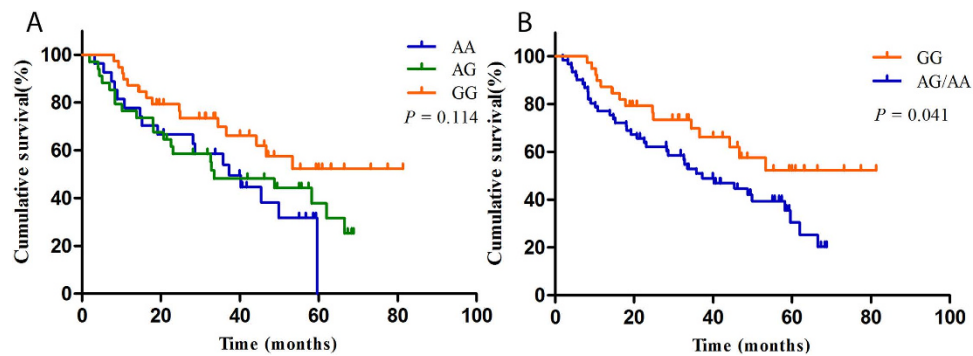 A
Cumulative survival(%)
100
80
60
40
20
0
0 20 40 60 80 100
Time (months)
AA
AG
GG
P = 0.114
B
Cumulative survival(%)
100
80
60
40
20
0
0 20 40 60 80 100
Time (months)
GG
AG/AA
P = 0.041